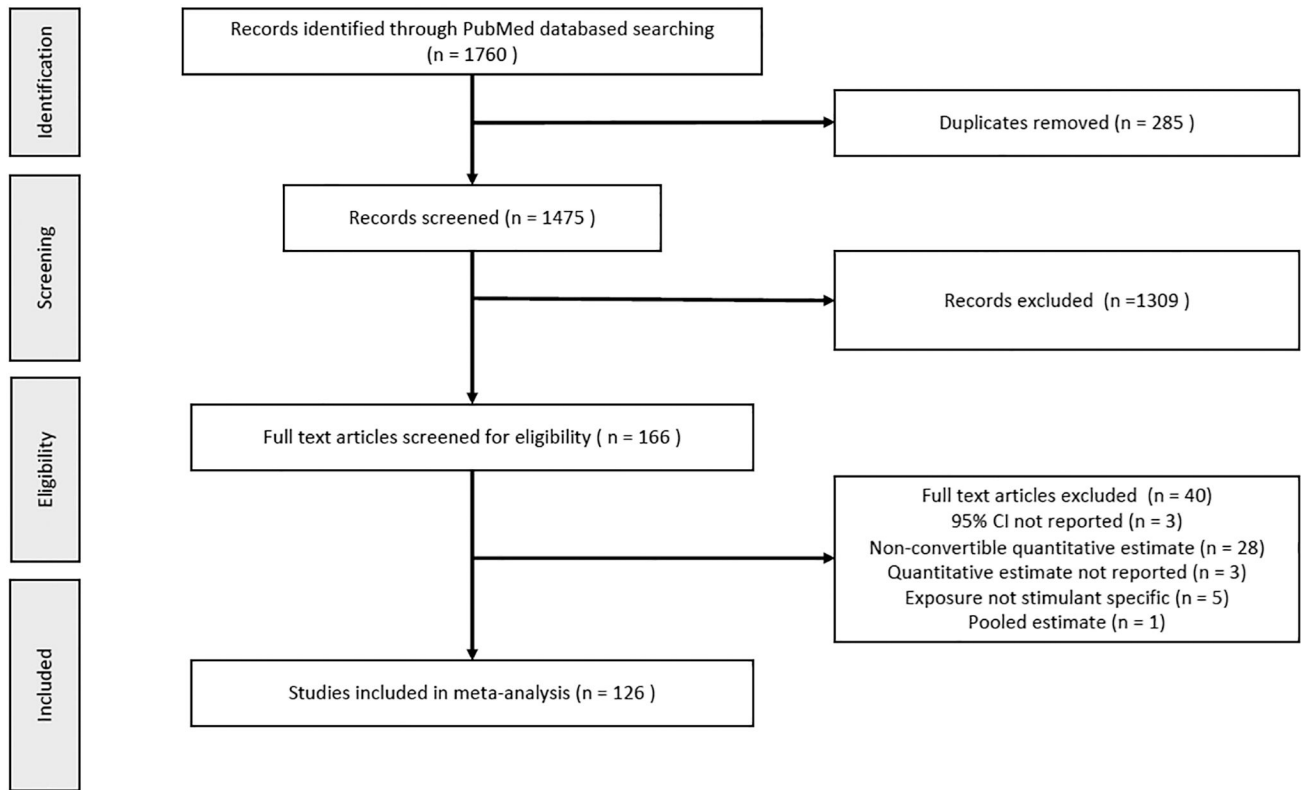 Identification
Records identified through PubMed databased searching
(n = 1760 )
Duplicates removed (n = 285 )
Screening
Records screened (n = 1475 )
Records excluded  (n =1309 )
Eligibility
Full text articles screened for eligibility ( n = 166 )
Full text articles excluded  (n = 40)
95% CI not reported (n = 3)
Non-convertible quantitative estimate (n = 28)
Quantitative estimate not reported (n = 3)
Exposure not stimulant specific (n = 5)
Pooled estimate (n = 1)
Included
Studies included in meta-analysis (n = 126 )